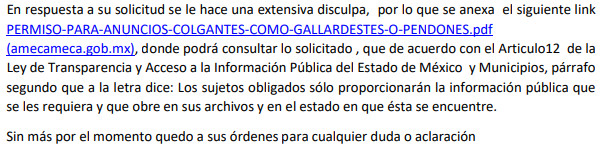 En respuesta a su solicitud se le hace una extensiva disculpa, por lo que se anexa el siguiente link
PERMISO-PARA-ANUNCIOS-COLGANTES-COMO-GALLARDESTES-O-PENDONES.pdf
(amecameca.gob.mx), donde podrá consultar lo solicitado , que de acuerdo con el Articulo12 de la
Ley de Transparencia y Acceso a la Información Pública del Estado de México y Municipios, párrafo
segundo que a la letra dice: Los sujetos obligados sólo proporcionarán la información pública que
se les requiera y que obre en sus archivos y en el estado en que ésta se encuentre.
Sin más por el momento quedo a sus órdenes para cualquier duda o aclaración